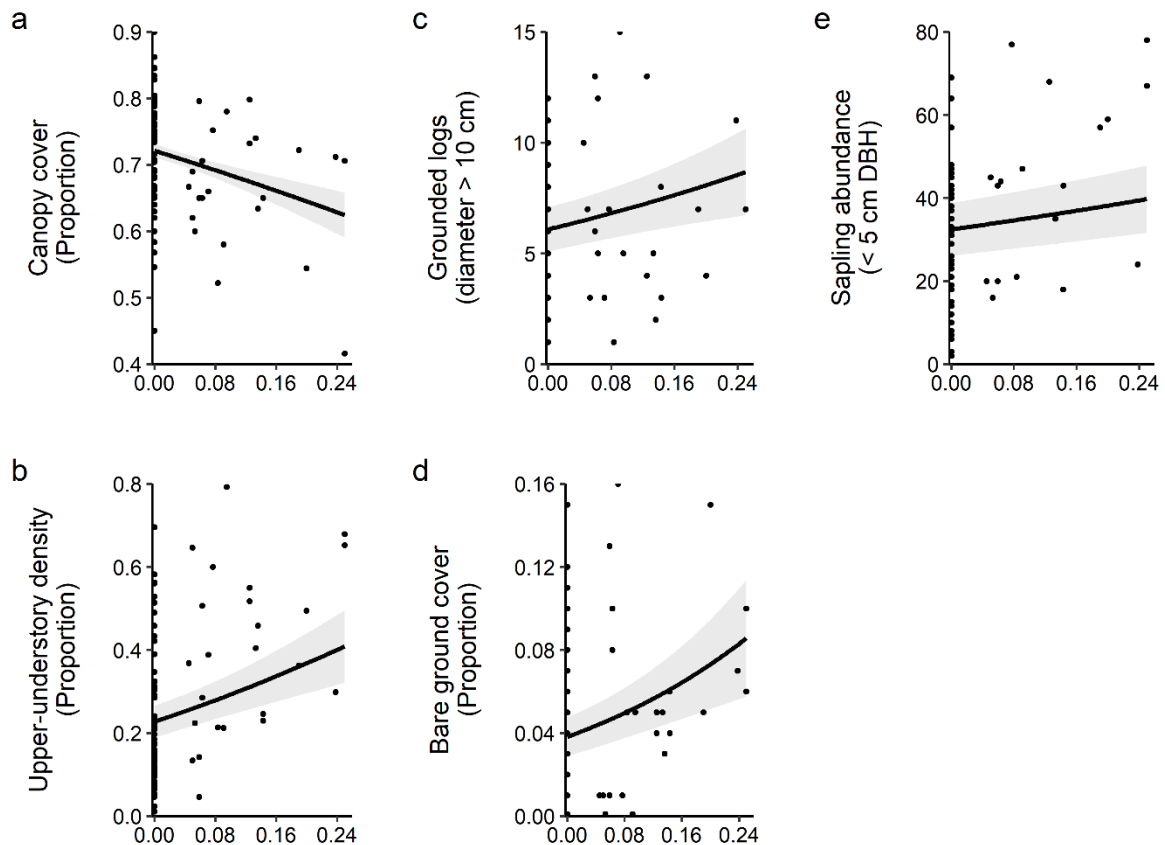 a
0.9
0.8
0.7
0.6
0.5
0.4
Canopy cover
(Proportion)
0.00 0.08 0.16 0.24
c
15
10
5
0
Grounded logs
(diameter > 10 cm)
0.00 0.08 0.16 0.24
e
80
60
40
20
0
Sapling abundance
(< 5 cm DBH)
0.00 0.08 0.16 0.24
b
0.8
0.6
0.4
0.2
0.0
Upper-understory density
(Proportion)
0.00 0.08 0.16 0.24
d
0.16
0.12
0.08
0.04
0.00
Bare ground cover
(Proportion)
0.00 0.08 0.16 0.24